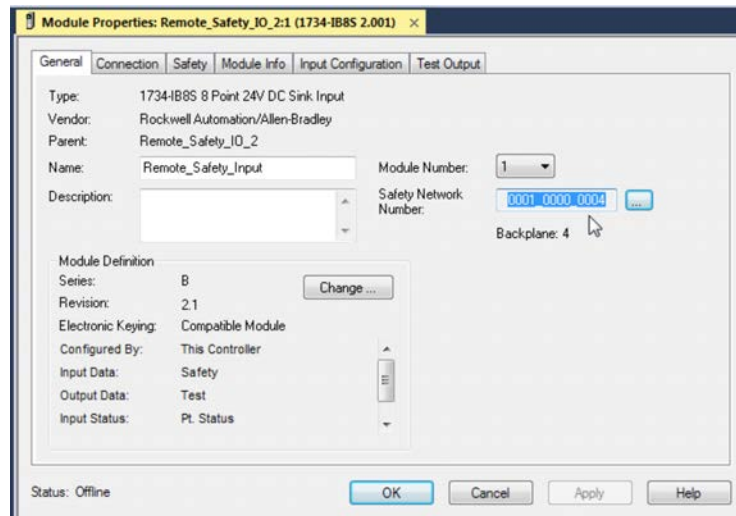 Module Properties: Remote_Safety_IO_2:1 (1734-IB8S 2.001) ×
General Connection Safety Module Info Input Configuration Test Output
Type: 1734-IB8S 8 Point 24V DC Sink Input
Vendor: Rockwell Automation/Allen-Bradley
Parent: Remote_Safety_IO_2
Name: Remote_Safety_Input Module Number: 1
Description: Safety Network
Number: 0001_0000_0004 ...
Backplane: 4
Module Definition
Series: B Change ...
Revision: 2.1
Electronic Keying: Compatible Module
Configured By: This Controller
Input Data: Safety
Output Data: Test
Input Status: Pt. Status
Status: Offline OK Cancel Apply Help